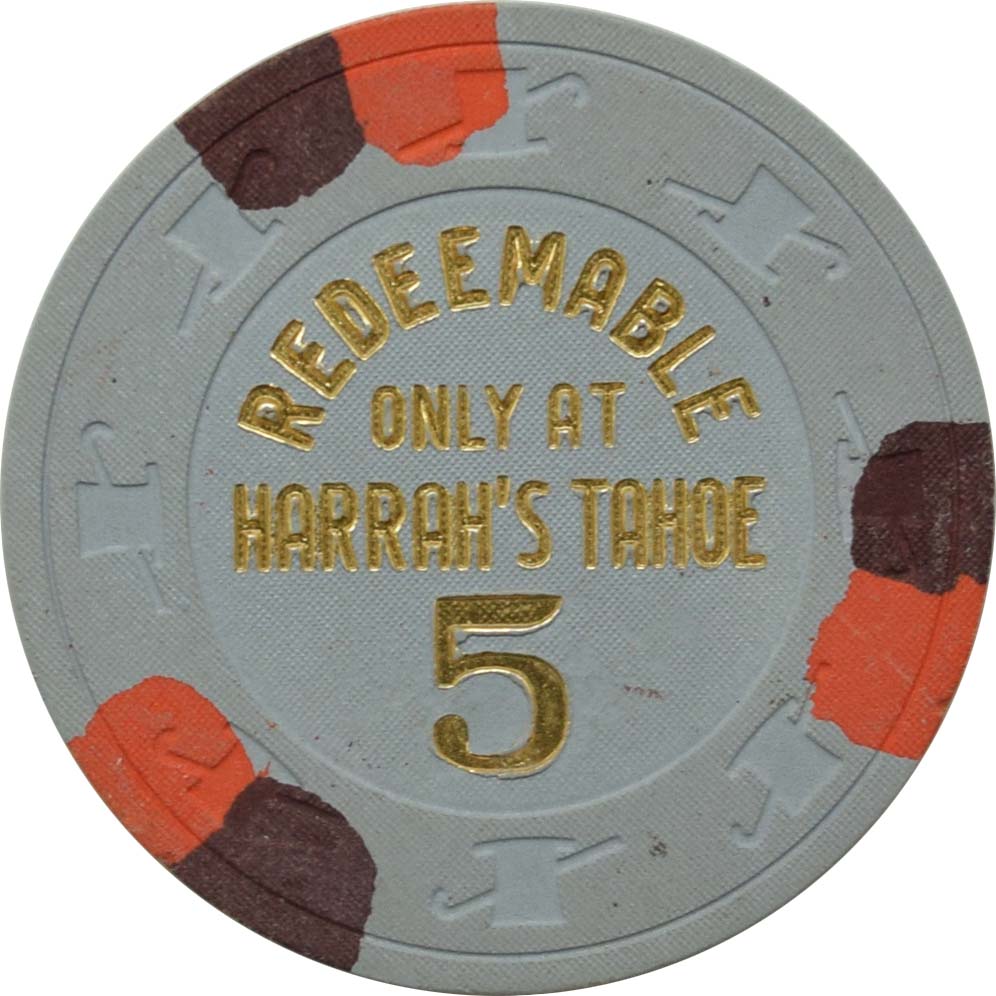 REDEEMABLE
ONLY AT
HARRAH'S TAHOE
5